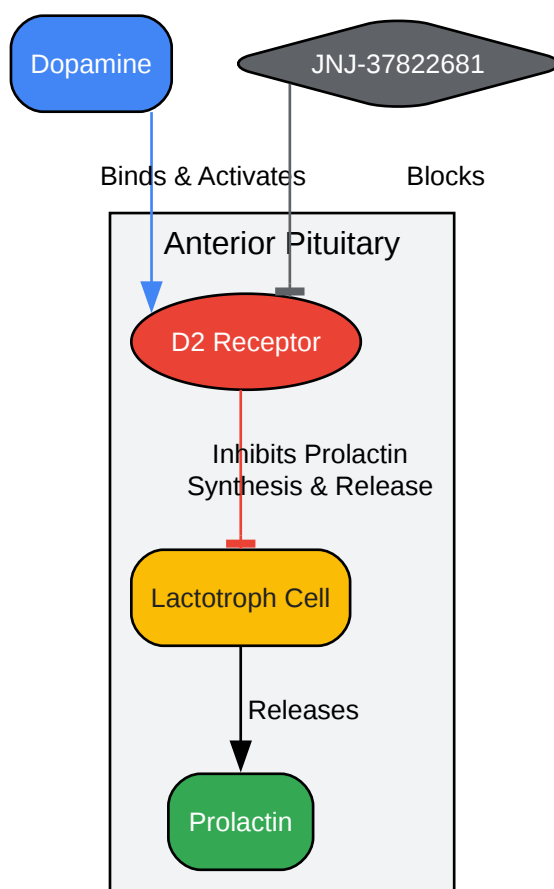 Dopamine
JNJ-37822681
Binds & Activates
Blocks
Anterior Pituitary
D2 Receptor
Inhibits Prolactin
Synthesis & Release
Lactotroph Cell
Releases
Prolactin